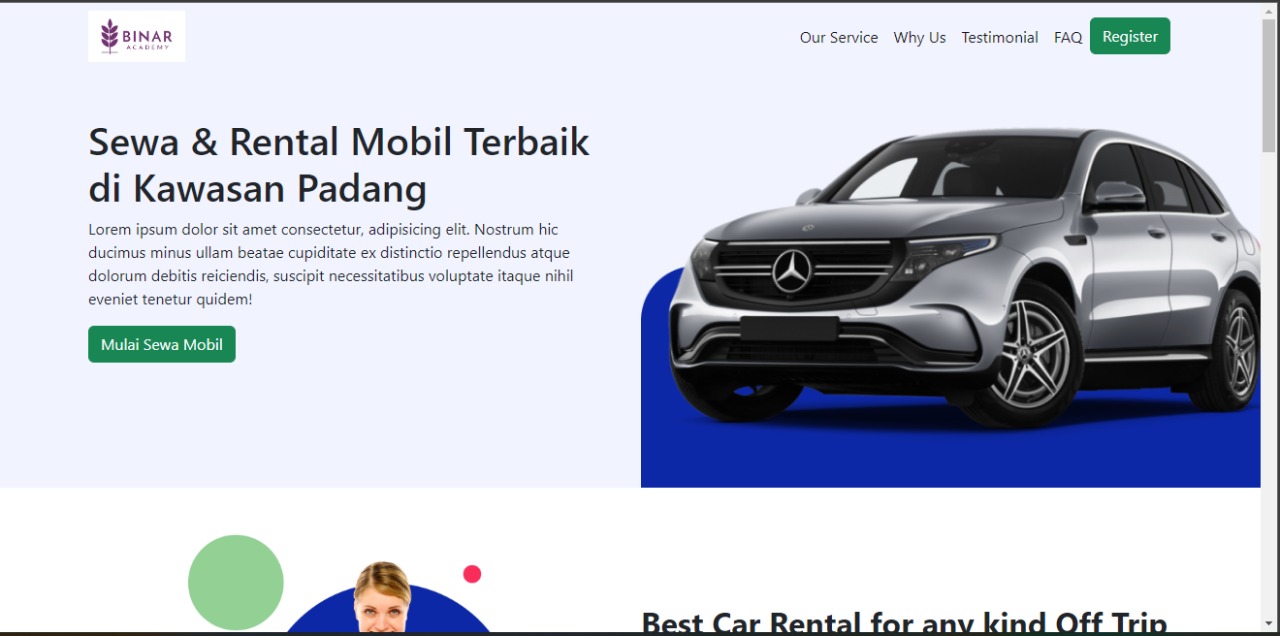 BINAR
ACADEMY
Our Service Why Us Testimonial FAQ Register
Sewa & Rental Mobil Terbaik
di Kawasan Padang
Lorem ipsum dolor sit amet consectetur, adipisicing elit. Nostrum hic
ducimus minus ullam beatae cupiditate ex distinctio repellendus atque
dolorum debitis reiciendis, suscipit necessitatibus voluptate itaque nihil
eveniet tenetur quidem!
Mulai Sewa Mobil
Best Car Rental for any kind Off Trip